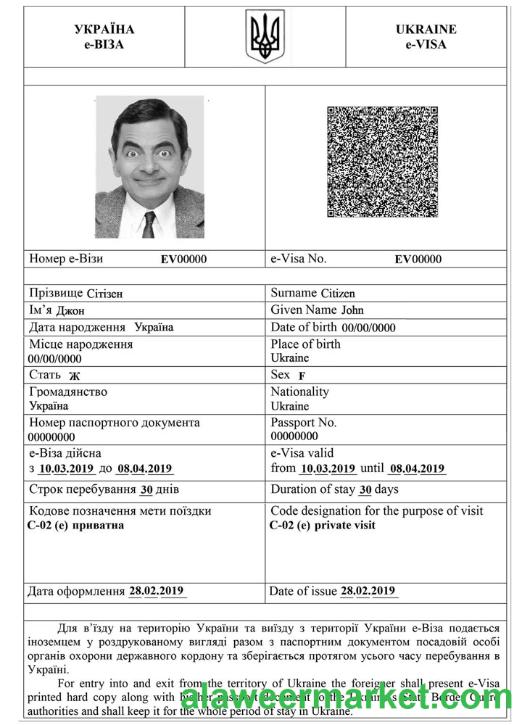 УКРАЇНА
е-ВІЗА
UKRAINE
e-VISA
Номер е-Візи EV00000
e-Visa No. EV00000
Прізвище Сітізен
Surname Citizen
Ім’я Джон
Given Name John
Дата народження Україна
Date of birth 00/00/0000
Місце народження
00/00/0000
Place of birth
Ukraine
Стать Ж
Sex F
Громадянство
Україна
Nationality
Ukraine
Номер паспортного документа
00000000
Passport No.
00000000
е-Віза дійсна
з 10.03.2019 до 08.04.2019
e-Visa valid
from 10.03.2019 until 08.04.2019
Строк перебування 30 днів
Duration of stay 30 days
Кодове позначення мети поїздки
С-02 (е) приватна
Code designation for the purpose of visit
C-02 (e) private visit
Дата оформлення 28.02.2019
Date of issue 28.02.2019
Для в’їзду на територію України та виїзду з території України е-Віза подається
іноземцем у роздрукованому вигляді разом з паспортним документом посадовій особі
органів охорони державного кордону та зберігається протягом усього часу перебування в
Україні.
For entry into and exit from the territory of Ukraine the foreigner shall present e-Visa
printed hard copy along with
authorities and shall keep it for the whole period of stay in Ukraine.
alaweermarket.com